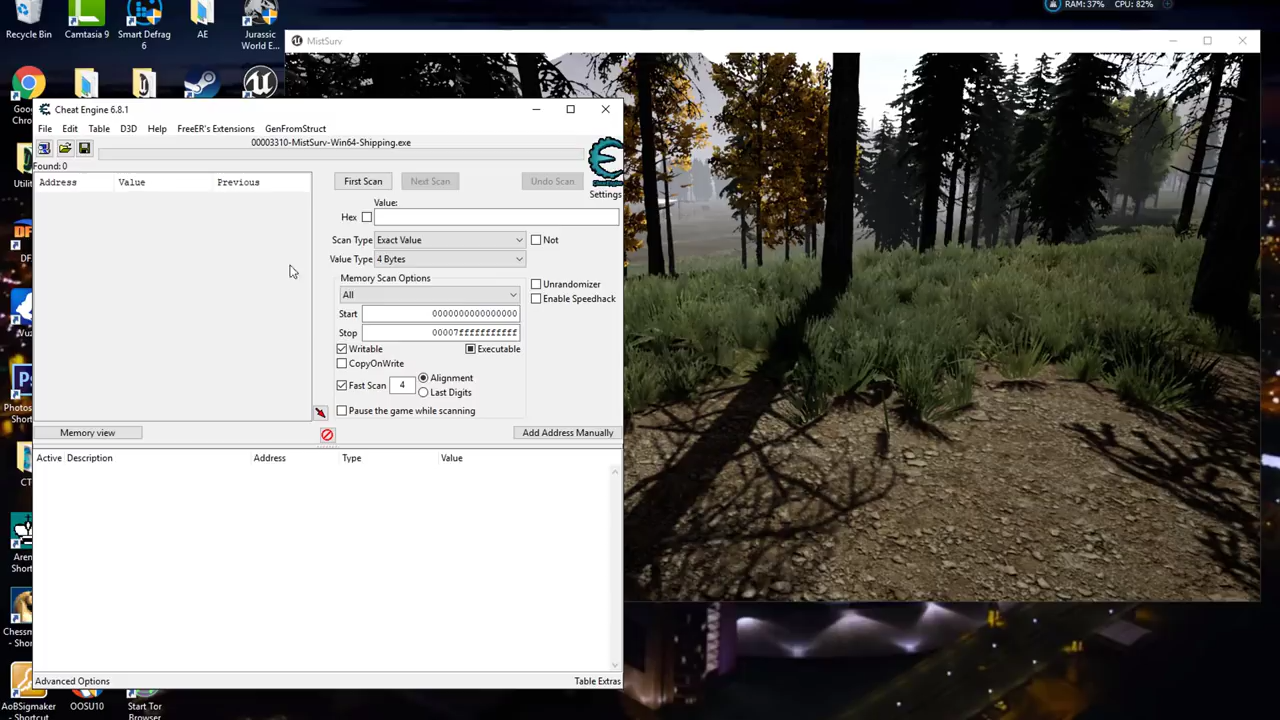 RAM: 37% CPU: 82%
Recycle Bin
Camtasia 9
Smart Defrag 6
AE
Jurassic World E...
MistSurv
Cheat Engine 6.8.1
File Edit Table D3D Help FreeER's Extensions GenFromStruct
00003310-MistSurv-Win64-Shipping.exe
Found: 0
Address Value Previous
First Scan Next Scan Undo Scan
Settings
Value:
Hex
Scan Type Exact Value Not
Value Type 4 Bytes
Memory Scan Options
All
Unrandomizer
Enable Speedhack
Start 0000000000000000
Stop 00007fffffffffff
Writable Executable
CopyOnWrite
Fast Scan 4 Alignment
Last Digits
Pause the game while scanning
Memory view Add Address Manually
Active Description Address Type Value
Advanced Options Table Extras
AoBSigmaker - Shortcut
OOSU10
Start Tor Browser